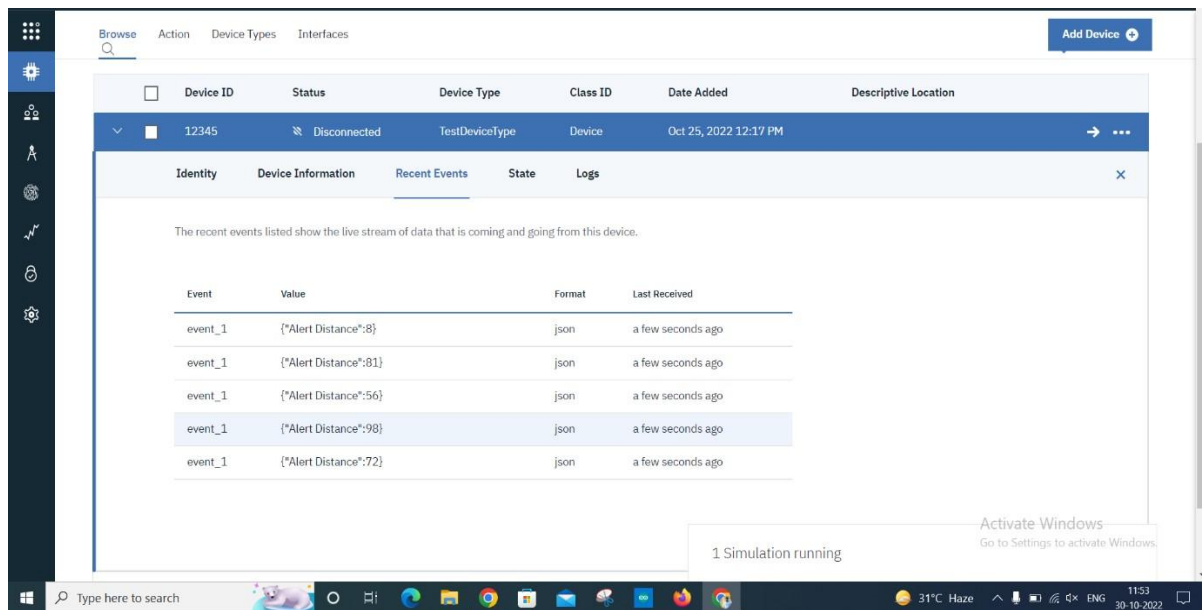 Browse Action Device Types Interfaces
Add Device
Device ID Status Device Type Class ID Date Added Descriptive Location
12345 Disconnected TestDeviceType Device Oct 25, 2022 12:17 PM
Identity Device Information Recent Events State Logs
The recent events listed show the live stream of data that is coming and going from this device.
Event Value Format Last Received
event_1 {"Alert Distance":8} json a few seconds ago
event_1 {"Alert Distance":81} json a few seconds ago
event_1 {"Alert Distance":56} json a few seconds ago
event_1 {"Alert Distance":98} json a few seconds ago
event_1 {"Alert Distance":72} json a few seconds ago
Activate Windows
Go to Settings to activate Windows.
1 Simulation running
Type here to search
31°C Haze
ENG
11:53
30-10-2022